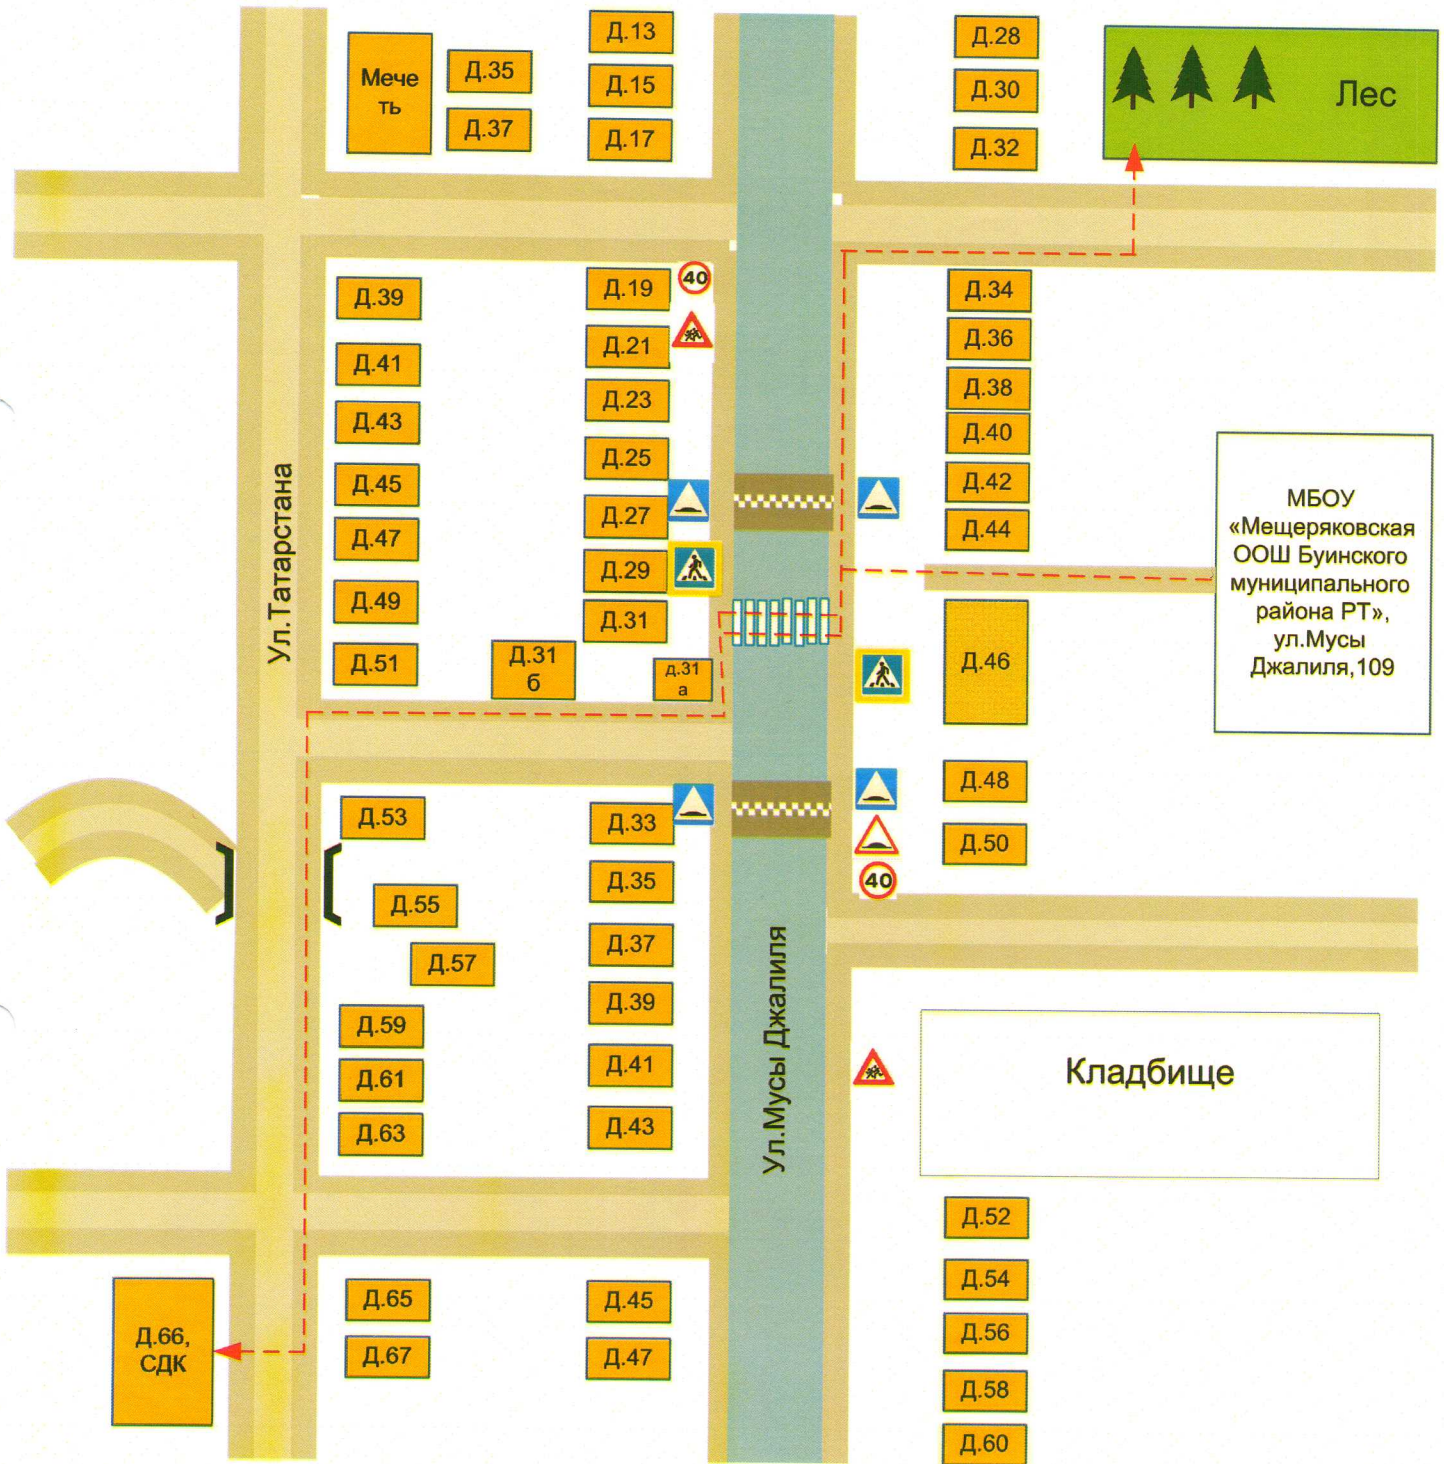 Мече
ть
Д.35
Д.37
Д.13
Д.15
Д.17
Д.28
Д.30
Д.32
Лес
Д.39
Д.41
Д.43
Д.45
Д.47
Д.49
Д.51
Ул.Татарстана
Д.19
Д.21
Д.23
Д.25
Д.27
Д.29
Д.31
Д.31
б
д.31
а
40
Д.34
Д.36
Д.38
Д.40
Д.42
Д.44
Д.46
Д.48
Д.50
40
МБОУ
«Мещеряковская
ООШ Буинского
муниципального
района РТ»,
ул.Мусы
Джалиля,109
Д.53
Д.55
Д.57
Д.59
Д.61
Д.63
Д.33
Д.35
Д.37
Д.39
Д.41
Д.43
Ул.Мусы Джалиля
Кладбище
Д.66,
СДК
Д.65
Д.67
Д.45
Д.47
Д.52
Д.54
Д.56
Д.58
Д.60